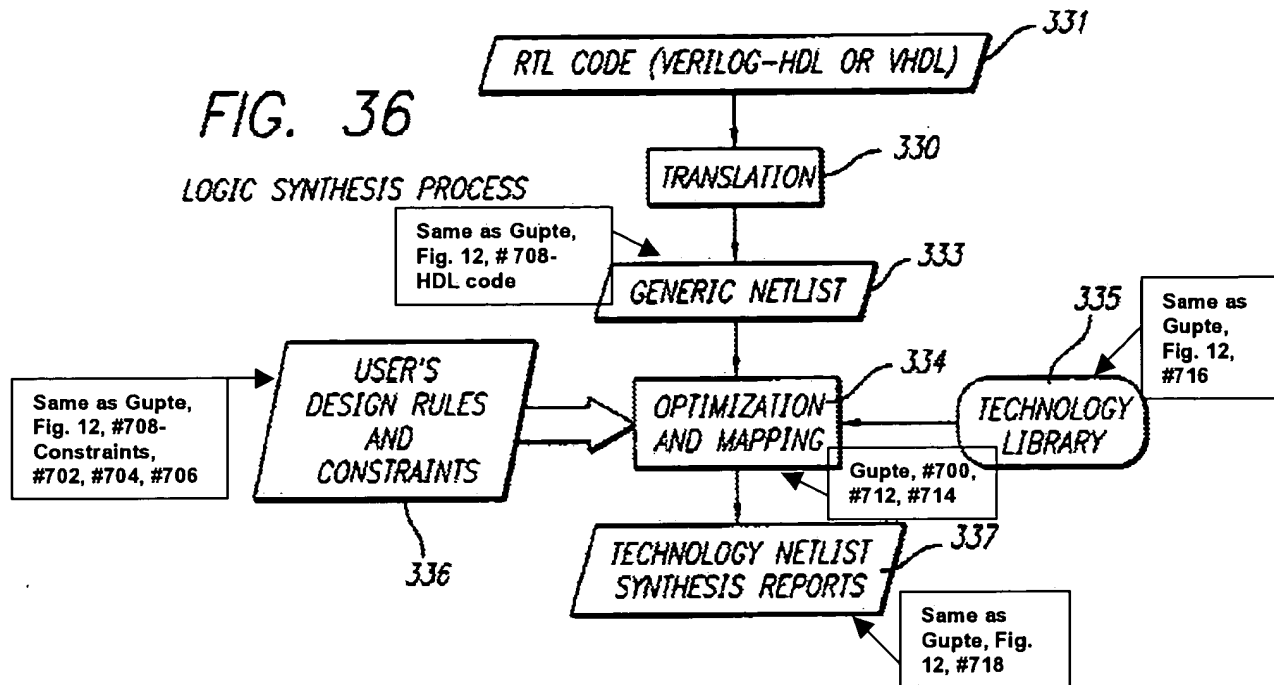 331
RTL CODE (VERILOG-HDL OR VHDL)
FIG. 36
330
TRANSLATION
LOGIC SYNTHESIS PROCESS
Same as Gupte,
Fig. 12, # 708-
HDL code
333
GENERIC NETLIST
335
Same as
Gupte,
Fig. 12,
#716
334
USER'S
DESIGN RULES
AND
CONSTRAINTS
OPTIMIZATION
AND MAPPING
TECHNOLOGY
LIBRARY
Same as Gupte,
Fig. 12, #708-
Constraints,
#702, #704, #706
Gupte, #700,
#712, #714
336
337
TECHNOLOGY NETLIST
SYNTHESIS REPORTS
Same as
Gupte, Fig.
12, #718